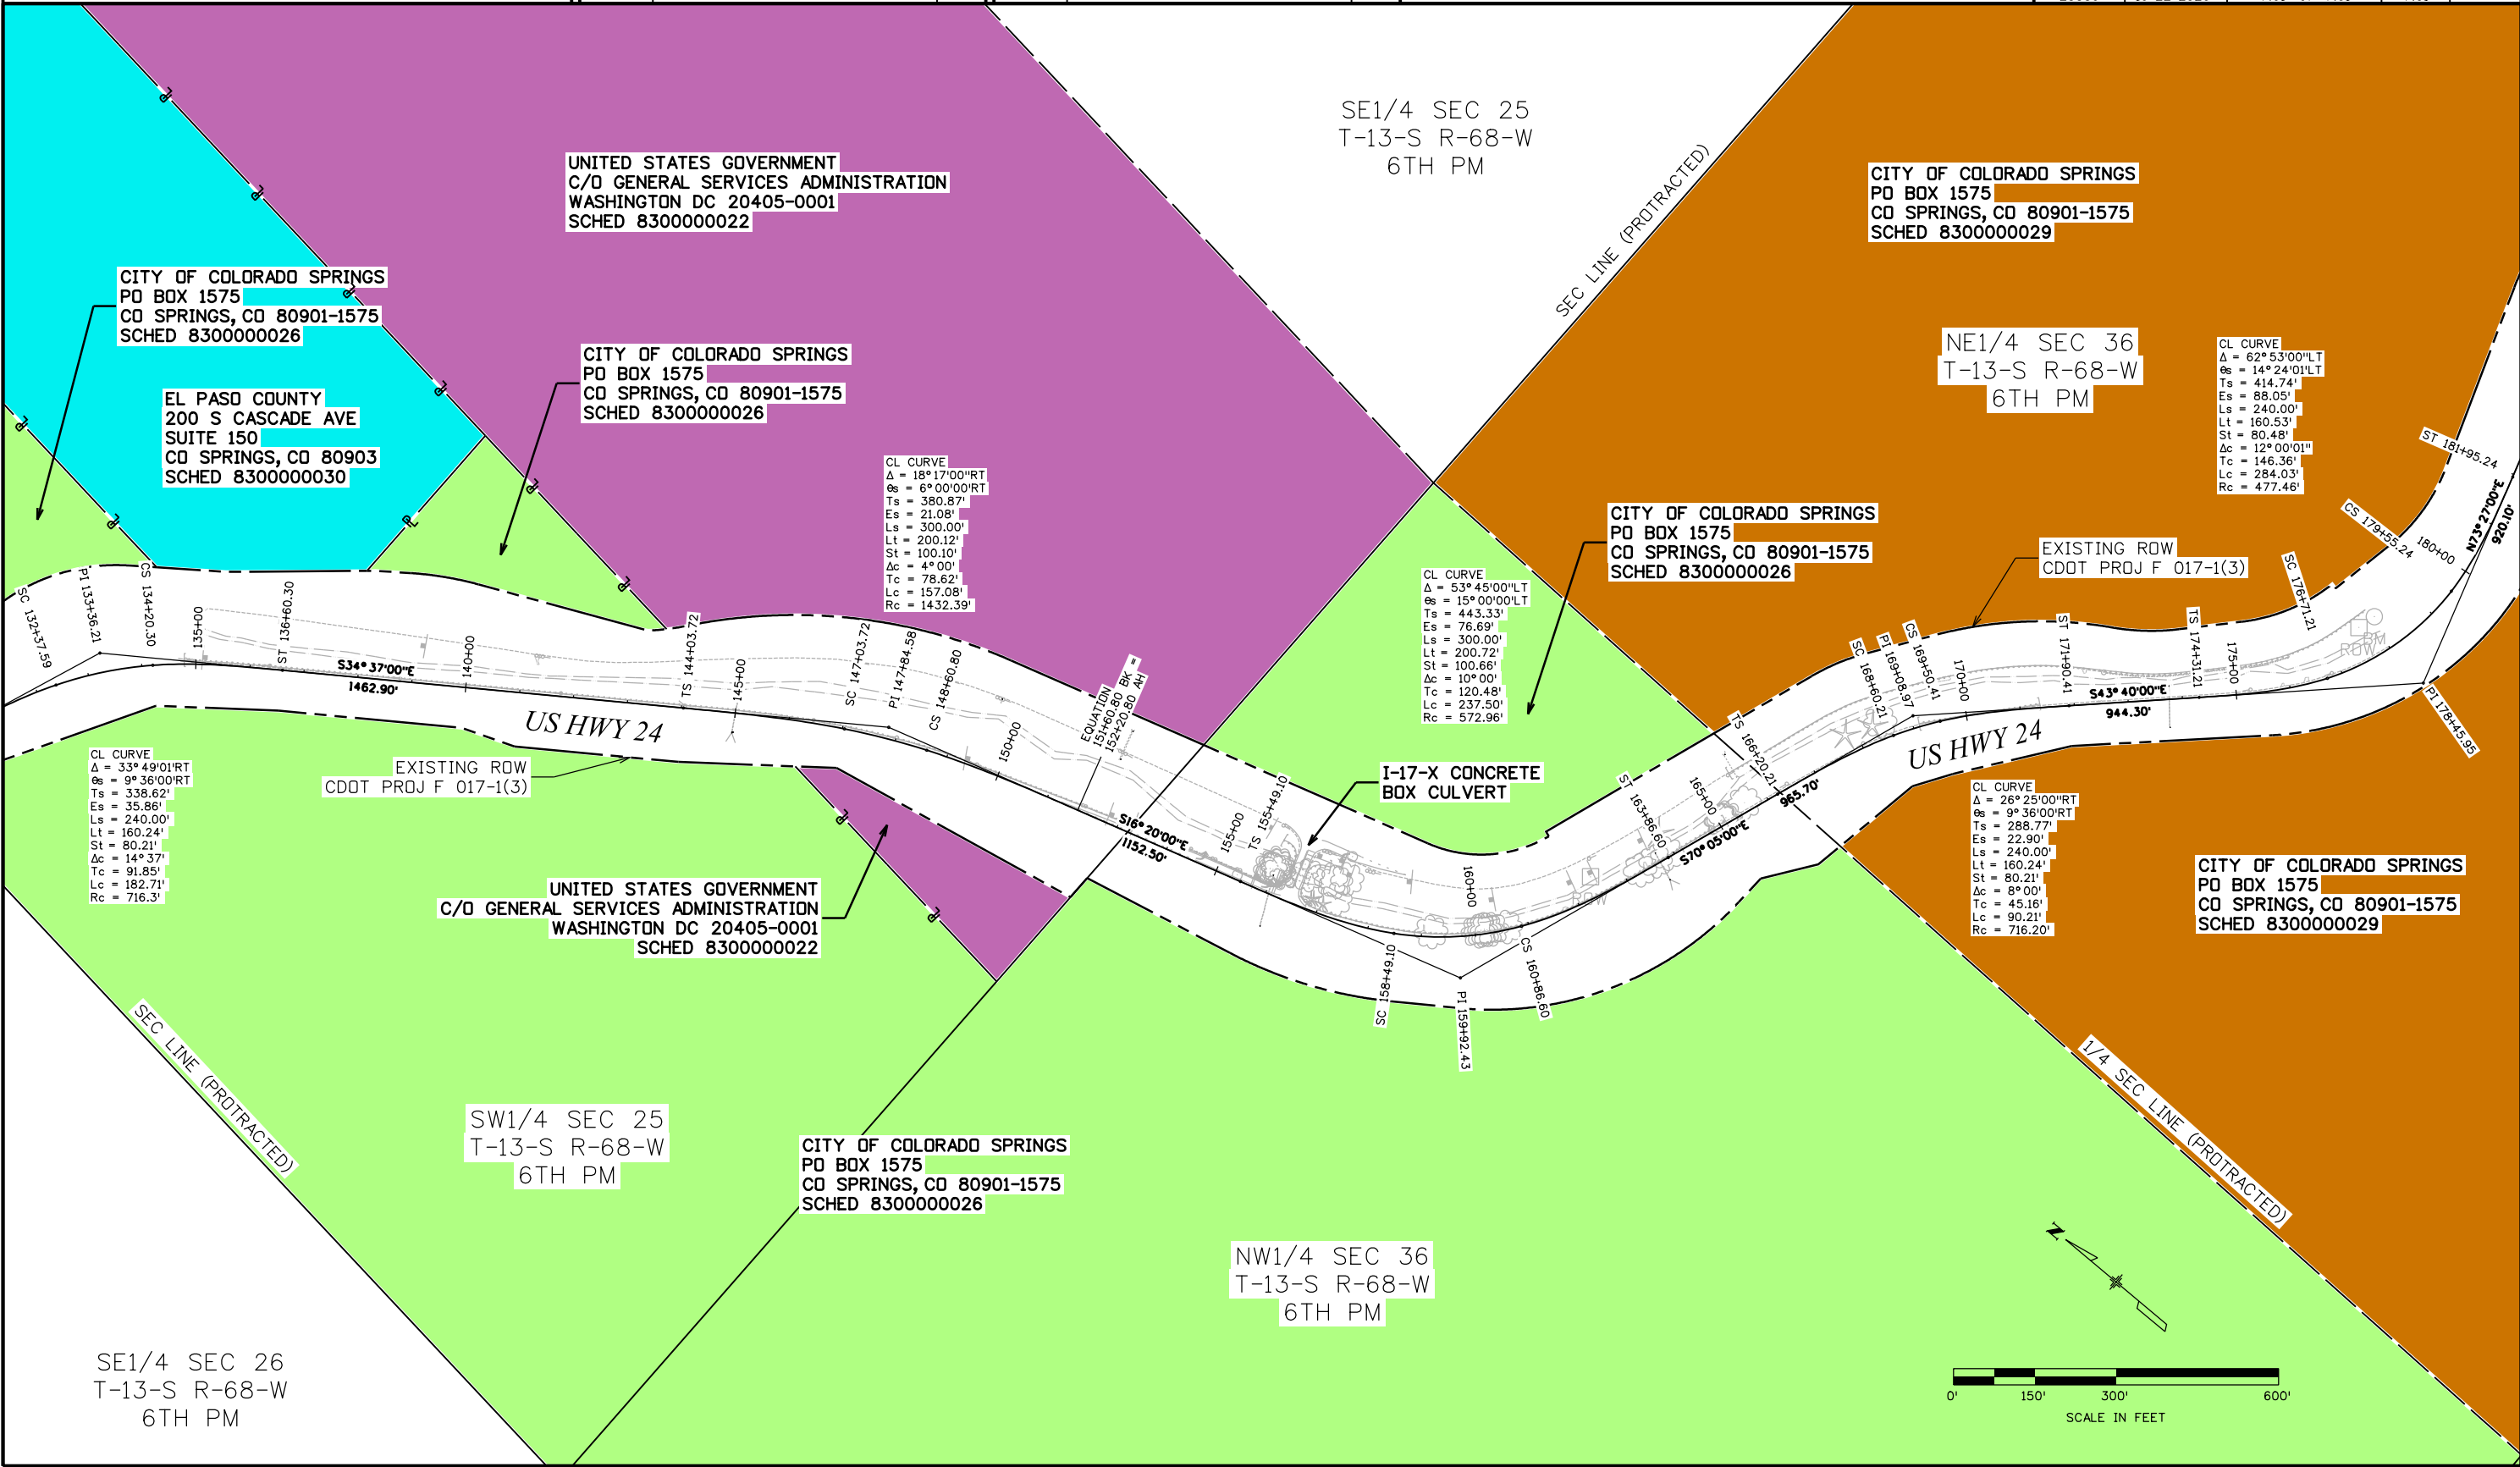 SE1/4 SEC 25
T-13-S R-68-W
6TH PM
UNITED STATES GOVERNMENT
C/O GENERAL SERVICES ADMINISTRATION
WASHINGTON DC 20405-0001
SCHED 8300000022
SEC LINE (PROTRACTED)
CITY OF COLORADO SPRINGS
PO BOX 1575
CO SPRINGS, CO 80901-1575
SCHED 8300000029
CITY OF COLORADO SPRINGS
PO BOX 1575
CO SPRINGS, CO 80901-1575
SCHED 8300000026
EL PASO COUNTY
200 S CASCADE AVE
SUITE 150
CO SPRINGS, CO 80903
SCHED 8300000030
CITY OF COLORADO SPRINGS
PO BOX 1575
CO SPRINGS, CO 80901-1575
SCHED 8300000026
NE1/4 SEC 36
T-13-S R-68-W
6TH PM
CL CURVE
Δ = 62°53'00"LT
θs = 14°24'01"LT
Ts = 414.74'
Es = 88.05'
Ls = 240.00'
Lt = 160.53'
St = 80.48'
Δc = 12°00'01"
Tc = 146.36'
Lc = 284.03'
Rc = 477.46'
CL CURVE
Δ = 18°17'00"RT
θs = 6°00'00"RT
Ts = 380.87'
Es = 21.08'
Ls = 300.00'
Lt = 200.12'
St = 100.10'
Δc = 4°00'
Tc = 78.62'
Lc = 157.08'
Rc = 1432.39'
CITY OF COLORADO SPRINGS
PO BOX 1575
CO SPRINGS, CO 80901-1575
SCHED 8300000026
CL CURVE
Δ = 53°45'00"LT
θs = 15°00'00"LT
Ts = 443.33'
Es = 76.69'
Ls = 300.00'
Lt = 200.72'
St = 100.66'
Δc = 10°00'
Tc = 120.48'
Lc = 237.50'
Rc = 572.96'
EXISTING ROW
CDOT PROJ F 017-1(3)
SC 132+37.59
PI 133+36.21
CS 134+20.30
135+00
ST 136+60.30
S34°37'00"E
1462.90'
140+00
TS 144+03.72
145+00
SC 147+03.72
PI 147+84.58
CS 148+60.80
150+00
EQUATION
151+60.80 BK =
152+20.80 AH
S16°20'00"E
1152.50'
155+00
TS 155+49.10
SC 158+49.10
PI 159+92.43
160+00
CS 160+86.60
ST 163+86.60
165+00
S70°05'00"E
965.70'
TS 166+20.21
SC 168+60.21
PI 169+08.97
CS 169+50.41
170+00
ST 171+90.41
S43°40'00"E
944.30'
TS 174+31.21
175+00
SC 176+71.21
PI 178+45.95
CS 179+55.24
180+00
ST 181+95.24
N73°27'00"E
920.10'
RM
ROW
ROW
US HWY 24
US HWY 24
EXISTING ROW
CDOT PROJ F 017-1(3)
I-17-X CONCRETE
BOX CULVERT
CL CURVE
Δ = 33°49'01"RT
θs = 9°36'00"RT
Ts = 338.62'
Es = 35.86'
Ls = 240.00'
Lt = 160.24'
St = 80.21'
Δc = 14°37'
Tc = 91.85'
Lc = 182.71'
Rc = 716.3'
CL CURVE
Δ = 26°25'00"RT
θs = 9°36'00"RT
Ts = 288.77'
Es = 22.90'
Ls = 240.00'
Lt = 160.24'
St = 80.21'
Δc = 8°00'
Tc = 45.16'
Lc = 90.21'
Rc = 716.20'
CITY OF COLORADO SPRINGS
PO BOX 1575
CO SPRINGS, CO 80901-1575
SCHED 8300000029
UNITED STATES GOVERNMENT
C/O GENERAL SERVICES ADMINISTRATION
WASHINGTON DC 20405-0001
SCHED 8300000022
SEC LINE (PROTRACTED)
1/4 SEC LINE (PROTRACTED)
SW1/4 SEC 25
T-13-S R-68-W
6TH PM
CITY OF COLORADO SPRINGS
PO BOX 1575
CO SPRINGS, CO 80901-1575
SCHED 8300000026
NW1/4 SEC 36
T-13-S R-68-W
6TH PM
SE1/4 SEC 26
T-13-S R-68-W
6TH PM
N
0' 150' 300' 600'
SCALE IN FEET